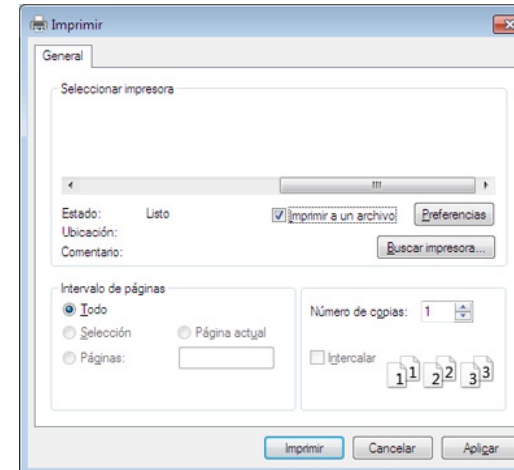 Imprimir
General
Seleccionar impresora
Estado: Listo
Imprimir a un archivo
Preferencias
Ubicación:
Comentario:
Buscar impresora...
Intervalo de páginas
Todo
Selección
Página actual
Páginas:
Número de copias: 1
Intercalar
1 1 2 2 3 3
Imprimir
Cancelar
Aplicar